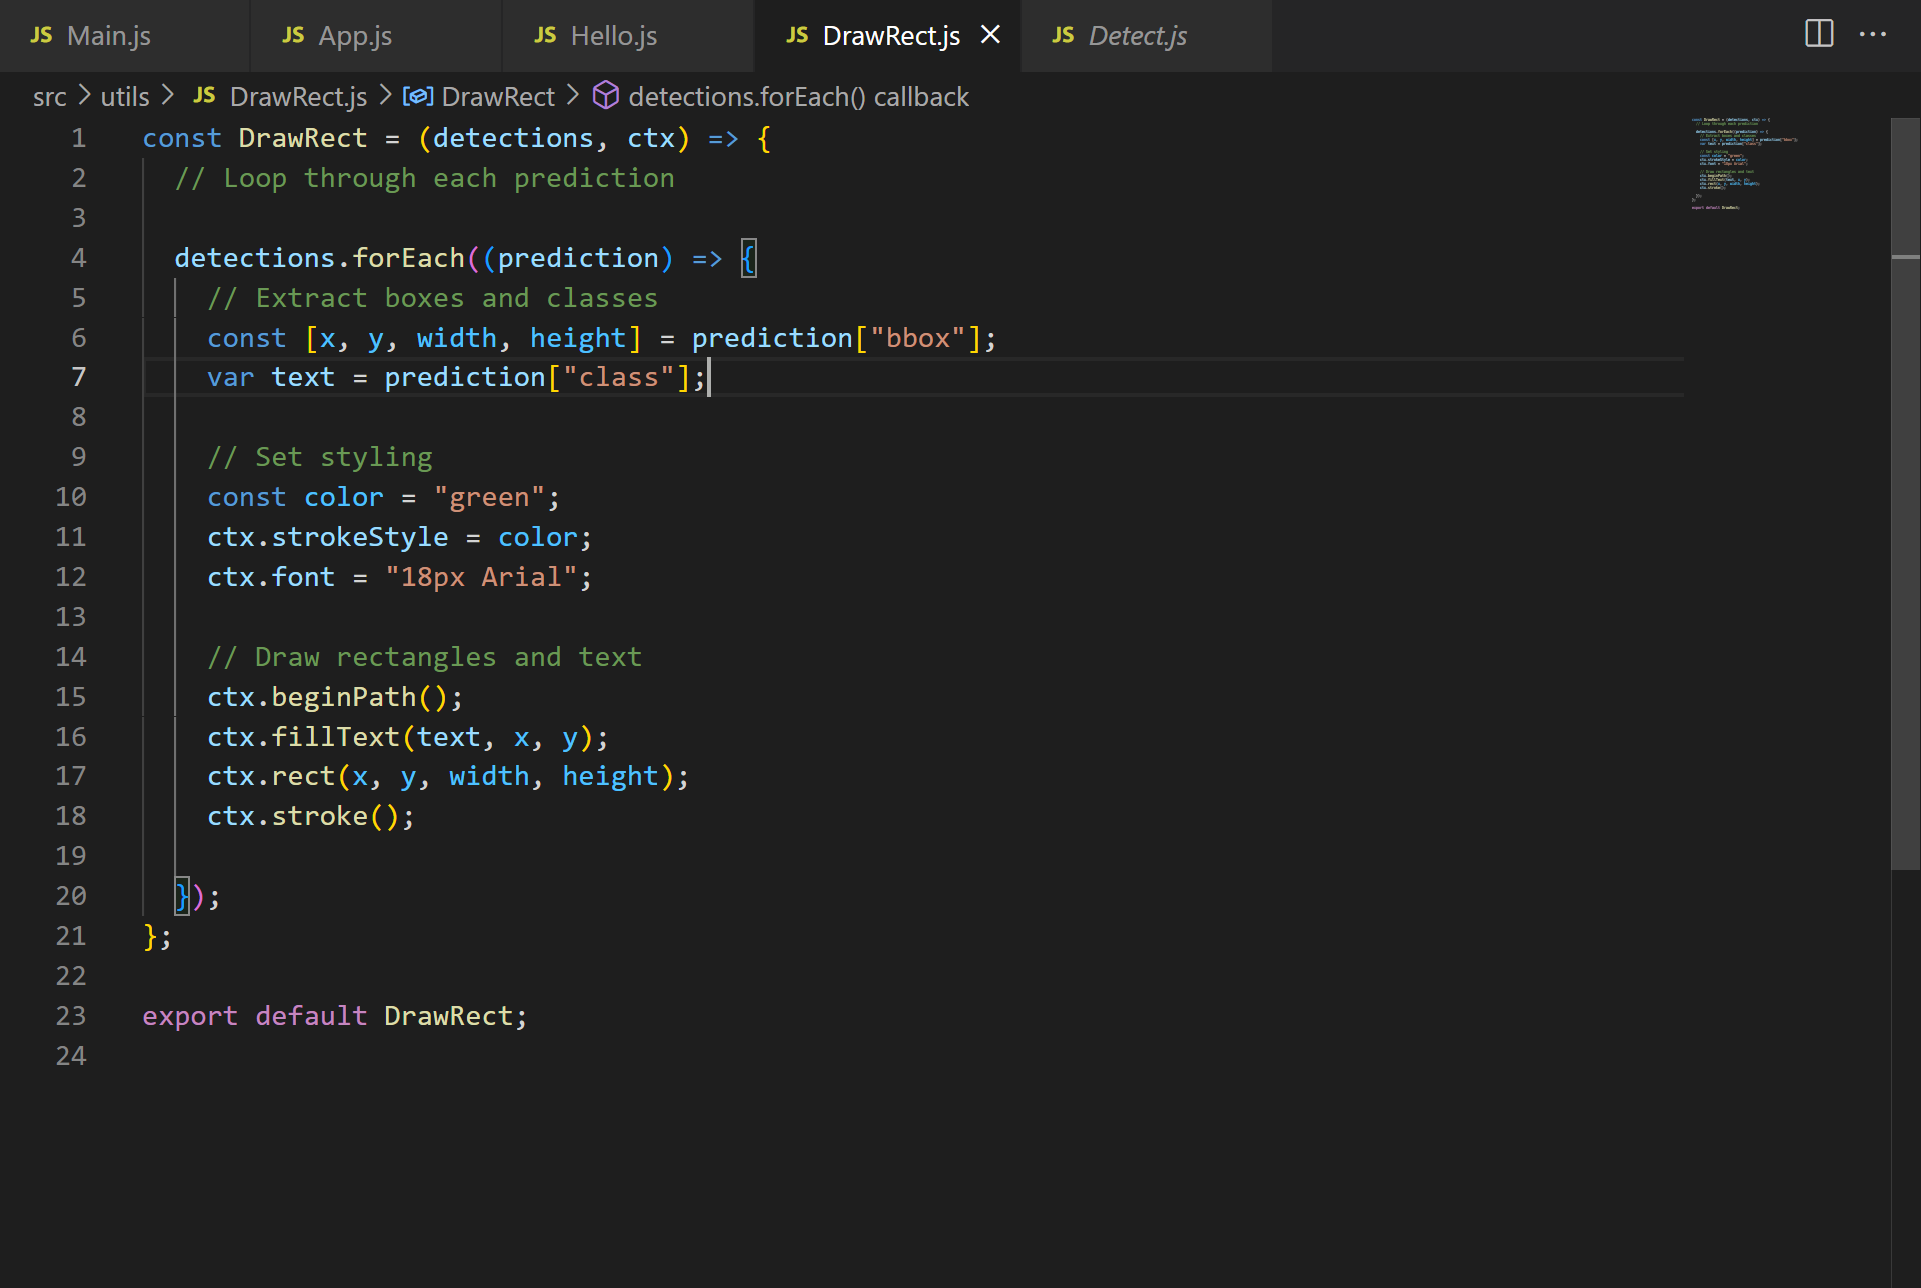 JS Main.js JS App.js JS Hello.js JS DrawRect.js JS Detect.js
src > utils > JS DrawRect.js > DrawRect > detections.forEach() callback
1 const DrawRect = (detections, ctx) => {
2 // Loop through each prediction
3
4 detections.forEach((prediction) => {
5 // Extract boxes and classes
6 const [x, y, width, height] = prediction["bbox"];
7 var text = prediction["class"];
8
9 // Set styling
10 const color = "green";
11 ctx.strokeStyle = color;
12 ctx.font = "18px Arial";
13
14 // Draw rectangles and text
15 ctx.beginPath();
16 ctx.fillText(text, x, y);
17 ctx.rect(x, y, width, height);
18 ctx.stroke();
19
20 });
21 };
22
23 export default DrawRect;
24